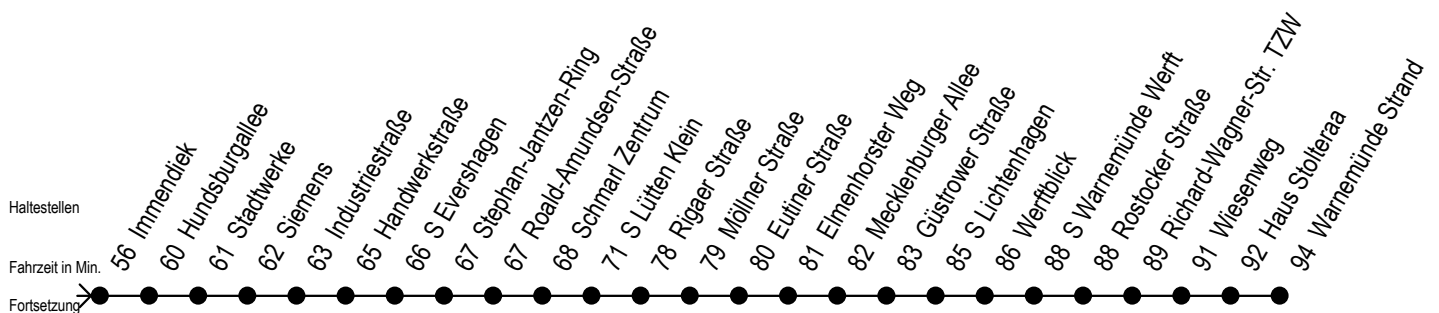 Haltestellen
Fahrzeit in Min.
Fortsetzung
56 Immendiek
60 Hundsburgallee
61 Stadtwerke
62 Siemens
63 Industriestraße
65 Handwerkstraße
66 S Evershagen
67 Stephan-Jantzen-Ring
67 Roald-Amundsen-Straße
68 Schmarl Zentrum
71 S Lütten Klein
78 Rigaer Straße
79 Möllner Straße
80 Eutiner Straße
81 Elmenhorster Weg
82 Mecklenburger Allee
83 Güstrower Straße
85 S Lichtenhagen
86 Werftblick
88 S Warnemünde Werft
88 Rostocker Straße
89 Richard-Wagner-Str. TZW
91 Wiesenweg
92 Haus Stolteraa
94 Warnemünde Strand